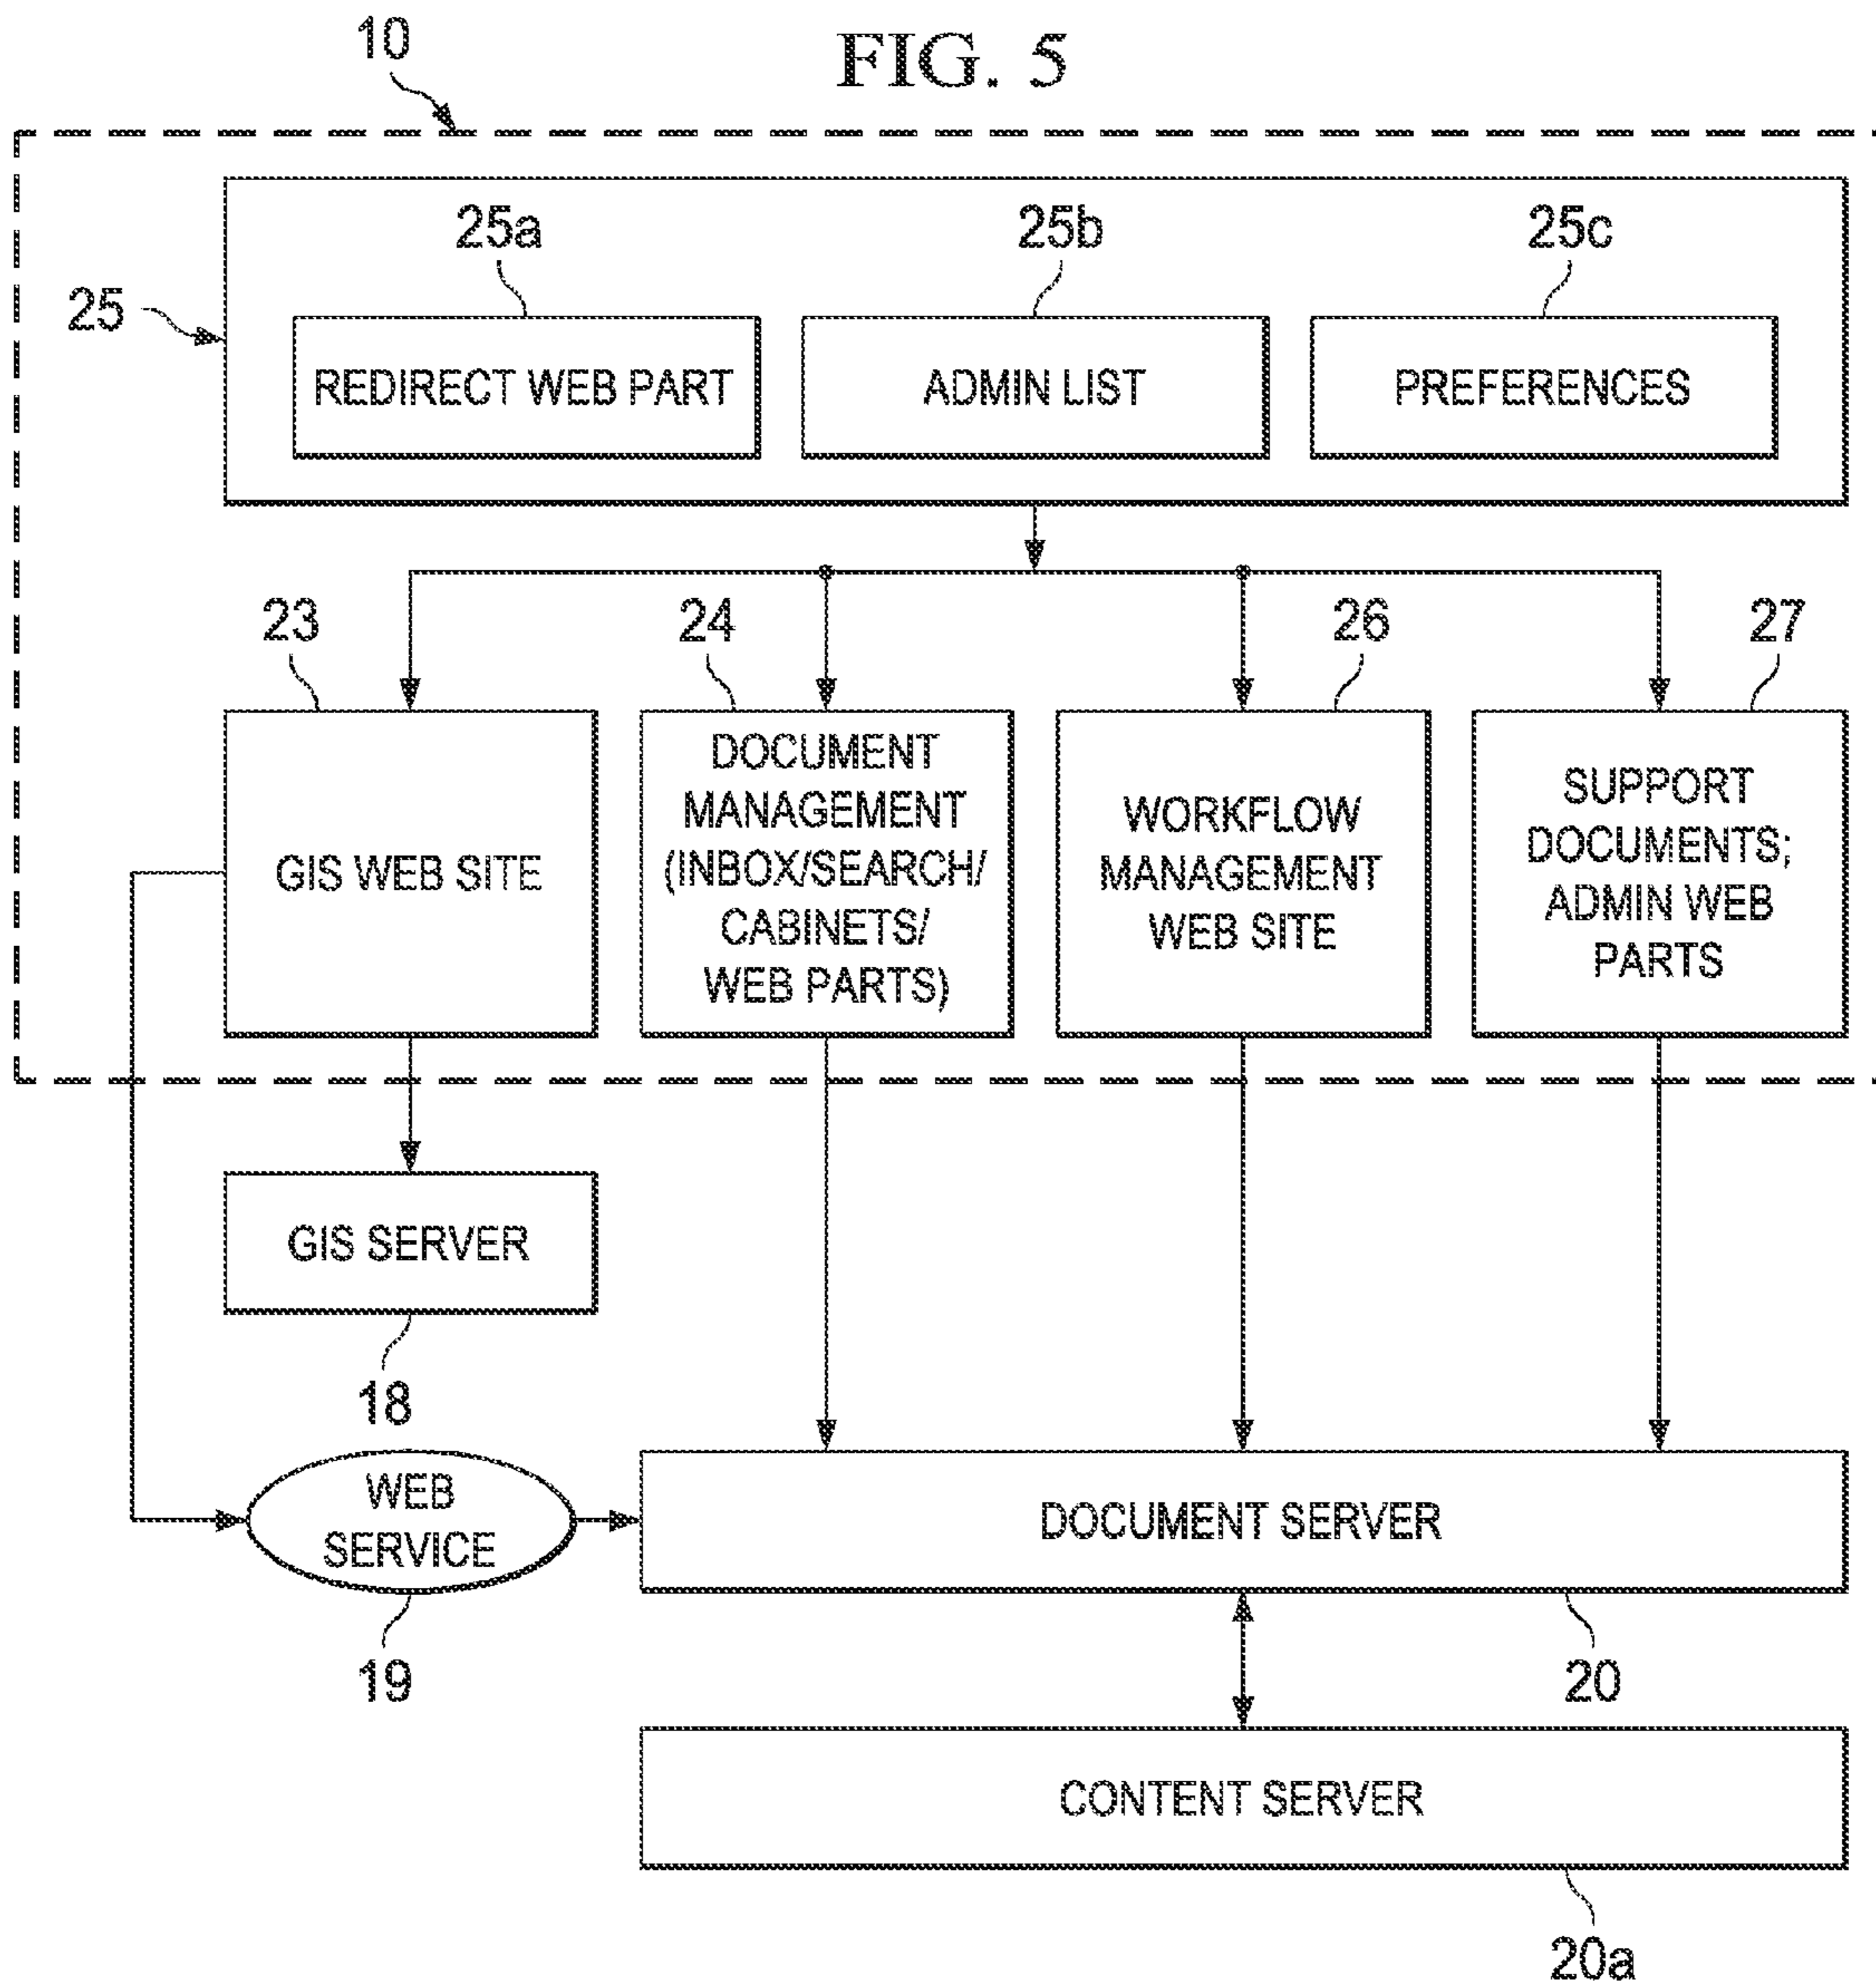 10
FIG. 5
25a
25b
25c
25
REDIRECT WEB PART
ADMIN LIST
PREFERENCES
23
24
26
27
GIS WEB SITE
DOCUMENT
MANAGEMENT
(INBOX/SEARCH/
CABINETS/
WEB PARTS)
WORKFLOW
MANAGEMENT
WEB SITE
SUPPORT
DOCUMENTS;
ADMIN WEB
PARTS
GIS SERVER
18
WEB
SERVICE
19
DOCUMENT SERVER
20
CONTENT SERVER
20a